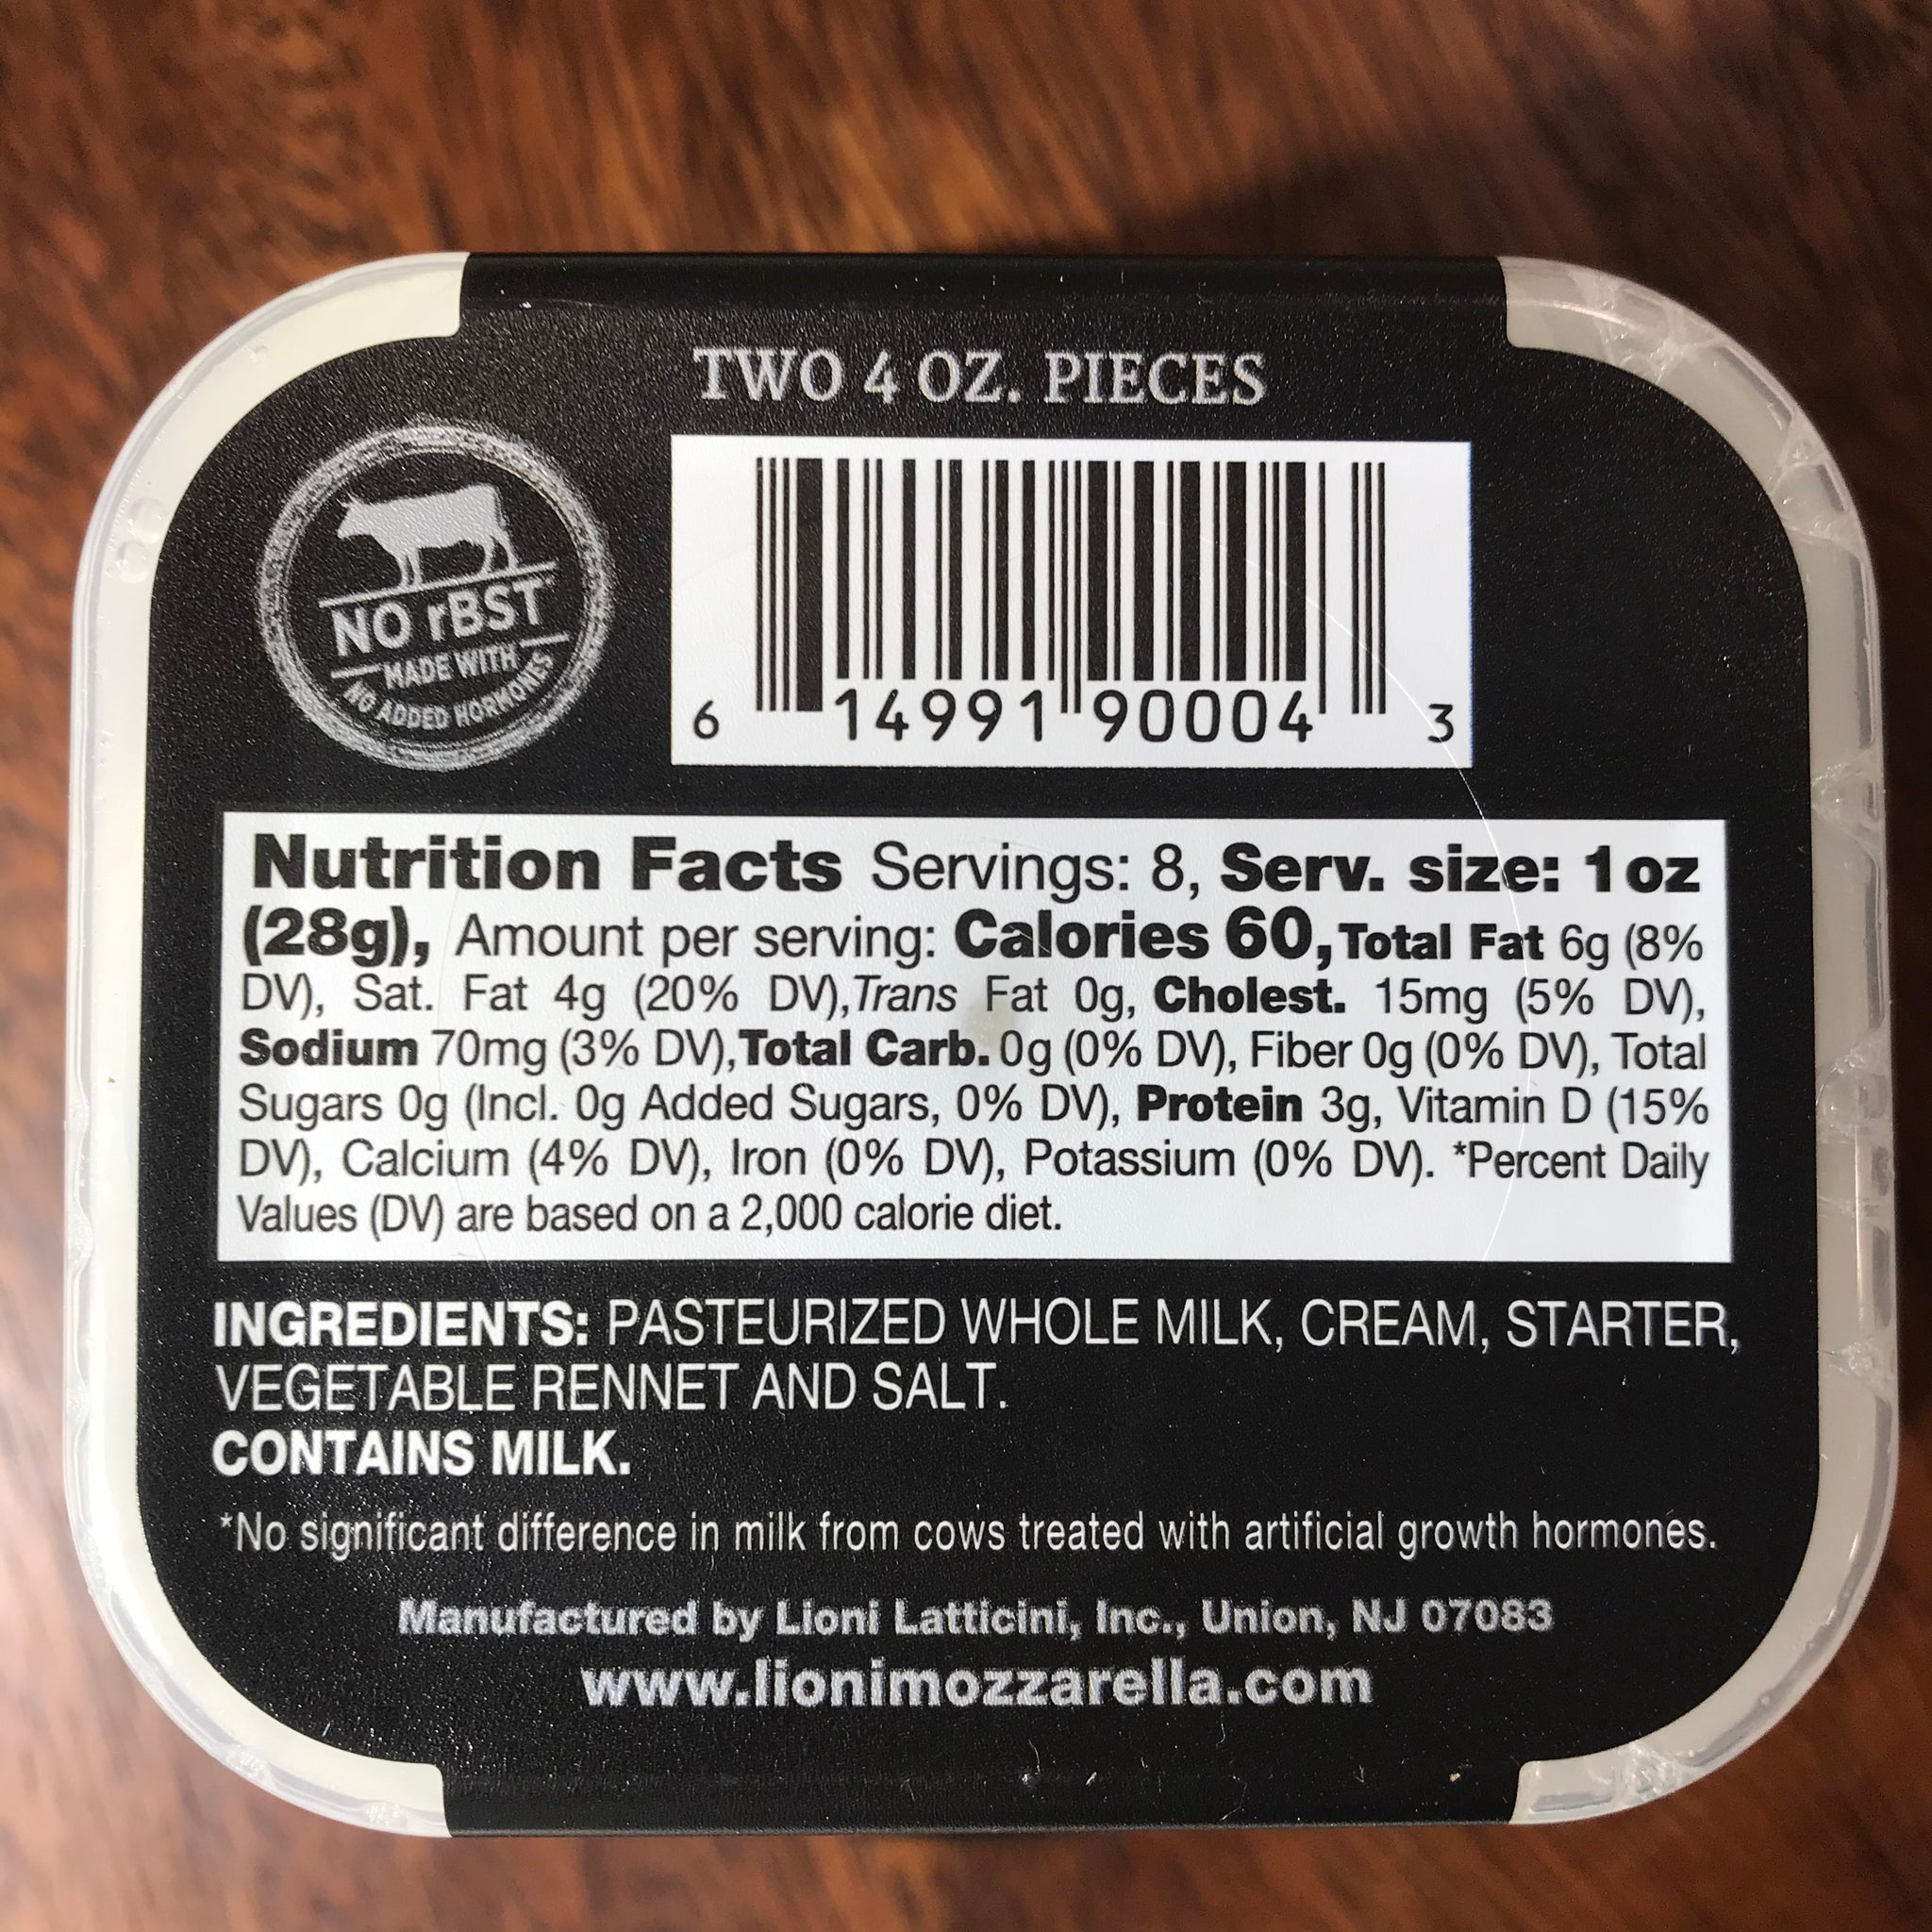 TWO 4 OZ. PIECES
NO rBST
MADE WITH
NO ADDED HORMONES
6 14991 90004 3
Nutrition Facts Servings: 8, Serv. size: 1 oz
(28g), Amount per serving: Calories 60, Total Fat 6g (8%
DV), Sat. Fat 4g (20% DV), Trans Fat 0g, Cholest. 15mg (5% DV),
Sodium 70mg (3% DV), Total Carb. 0g (0% DV), Fiber 0g (0% DV), Total
Sugars 0g (Incl. 0g Added Sugars, 0% DV), Protein 3g, Vitamin D (15%
DV), Calcium (4% DV), Iron (0% DV), Potassium (0% DV). *Percent Daily
Values (DV) are based on a 2,000 calorie diet.
INGREDIENTS: PASTEURIZED WHOLE MILK, CREAM, STARTER,
VEGETABLE RENNET AND SALT.
CONTAINS MILK.
*No significant difference in milk from cows treated with artificial growth hormones.
Manufactured by Lioni Latticini, Inc., Union, NJ 07083
www.lionimozzarella.com